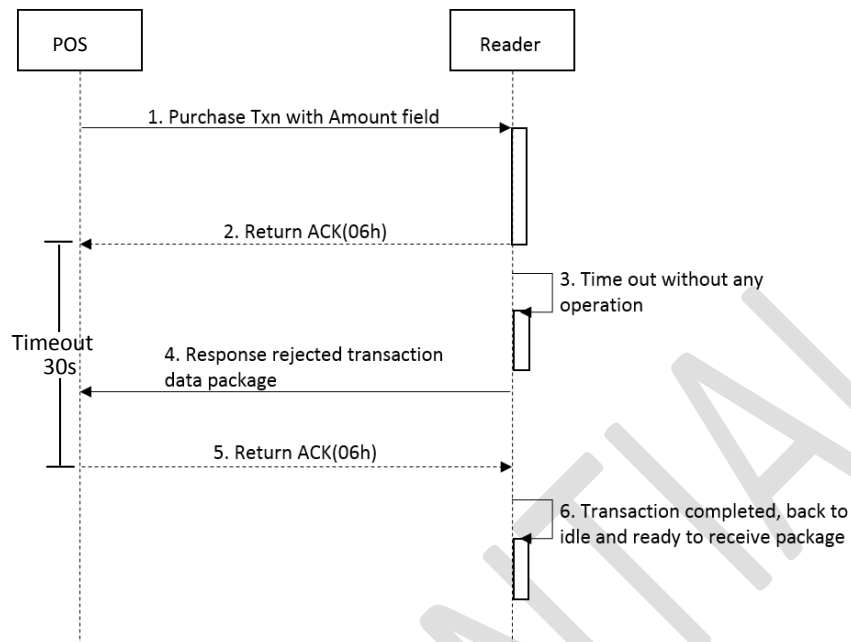 POS
Reader
1. Purchase Txn with Amount field
2. Return ACK(06h)
3. Time out without any
operation
Timeout
30s
4. Response rejected transaction
data package
5. Return ACK(06h)
6. Transaction completed, back to
idle and ready to receive package
NTIAL